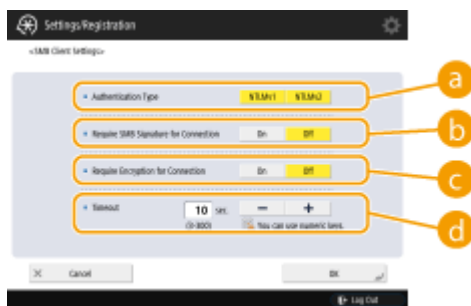 Settings/Registration
<SMB Client Settings>
Authentication Type NTLMv1 NTLMv2
Require SMB Signature for Connection On Off
Require Encryption for Connection On Off
Timeout 10 sec. − +
(0-300) You can use numeric keys.
Cancel OK
Log Out
a
b
c
d